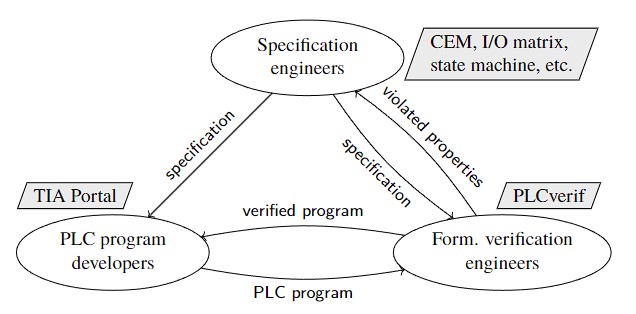 Specification
engineers
CEM, I/O matrix,
state machine, etc.
specification
specification
violated properties
TIA Portal
PLCverif
PLC program
developers
verified program
Form. verification
engineers
PLC program